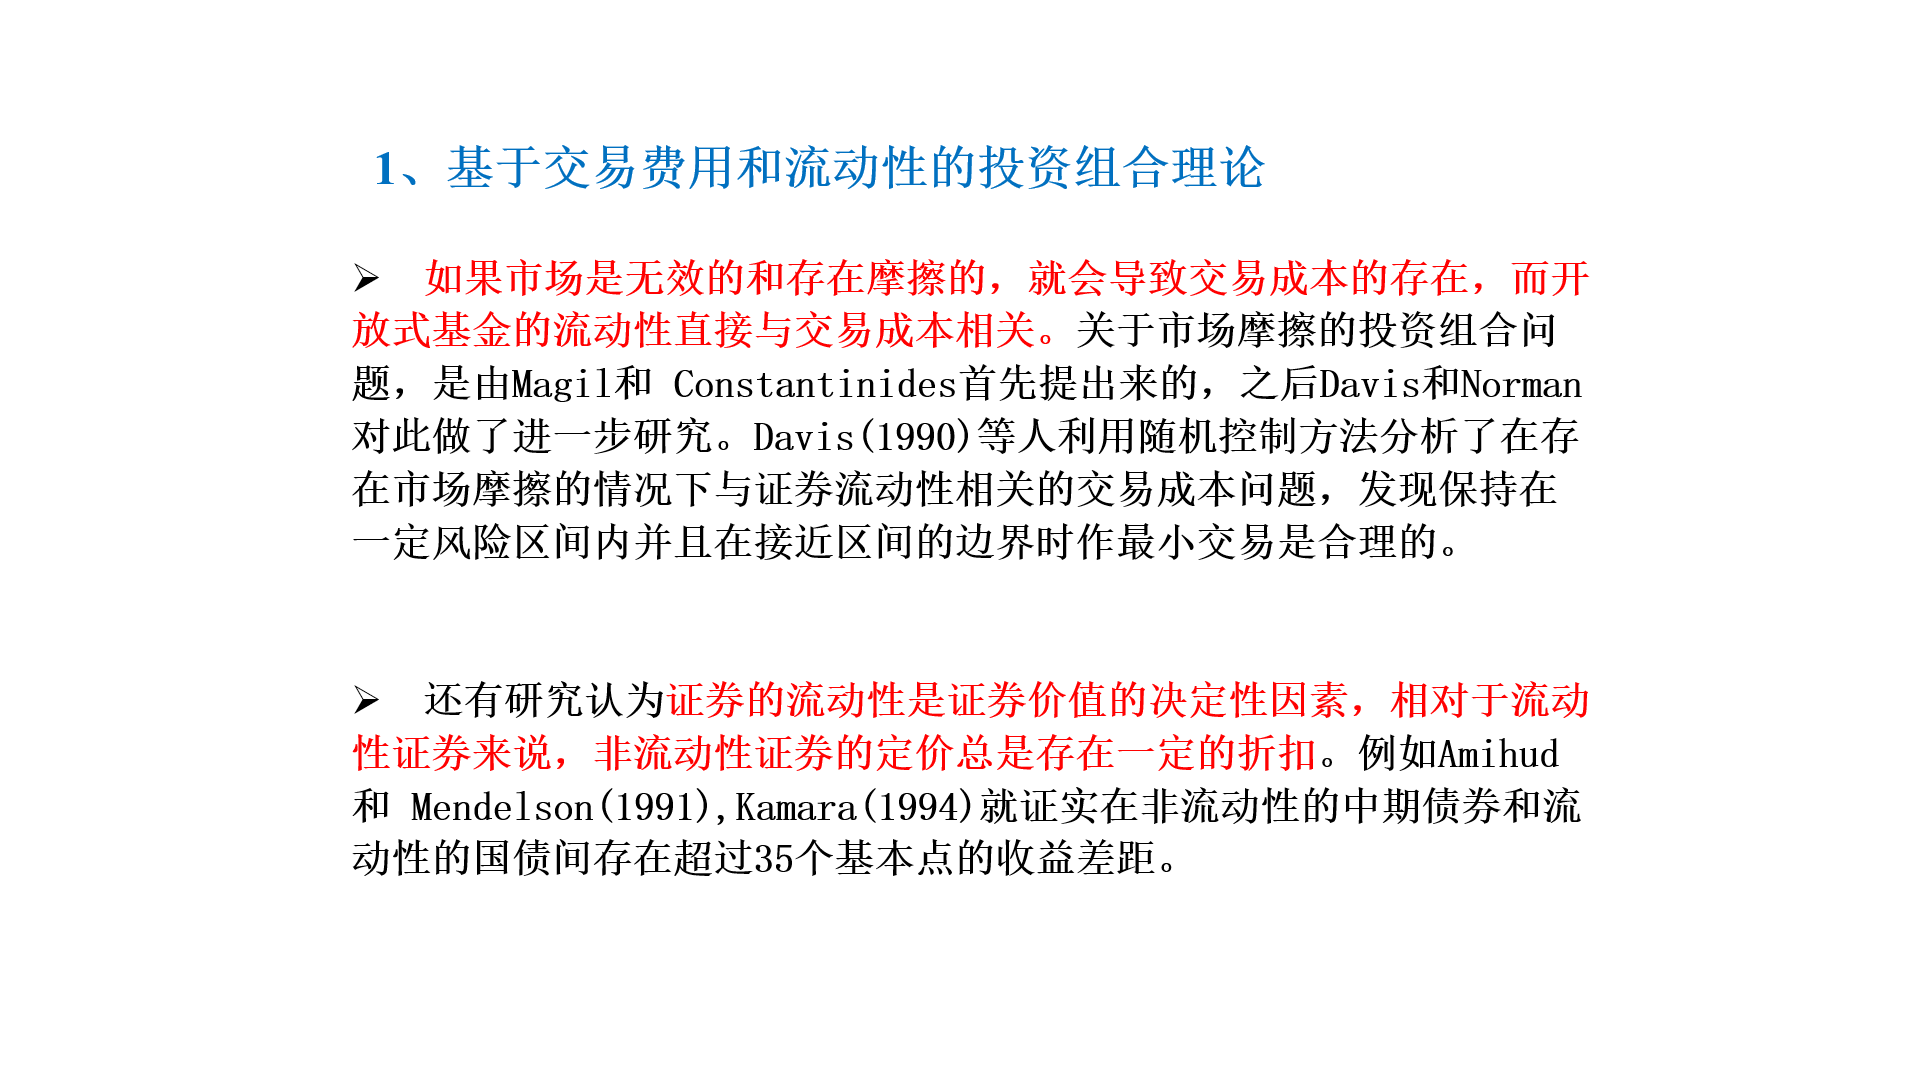 1、基于交易费用和流动性的投资组合理论
➢ 如果市场是无效的和存在摩擦的，就会导致交易成本的存在，而开
放式基金的流动性直接与交易成本相关。关于市场摩擦的投资组合问
题，是由Magil和 Constantinides首先提出来的，之后Davis和Norman
对此做了进一步研究。Davis(1990)等人利用随机控制方法分析了在存
在市场摩擦的情况下与证券流动性相关的交易成本问题，发现保持在
一定风险区间内并且在接近区间的边界时作最小交易是合理的。
➢ 还有研究认为证券的流动性是证券价值的决定性因素，相对于流动
性证券来说，非流动性证券的定价总是存在一定的折扣。例如Amihud
和 Mendelson(1991),Kamara(1994)就证实在非流动性的中期债券和流
动性的国债间存在超过35个基本点的收益差距。